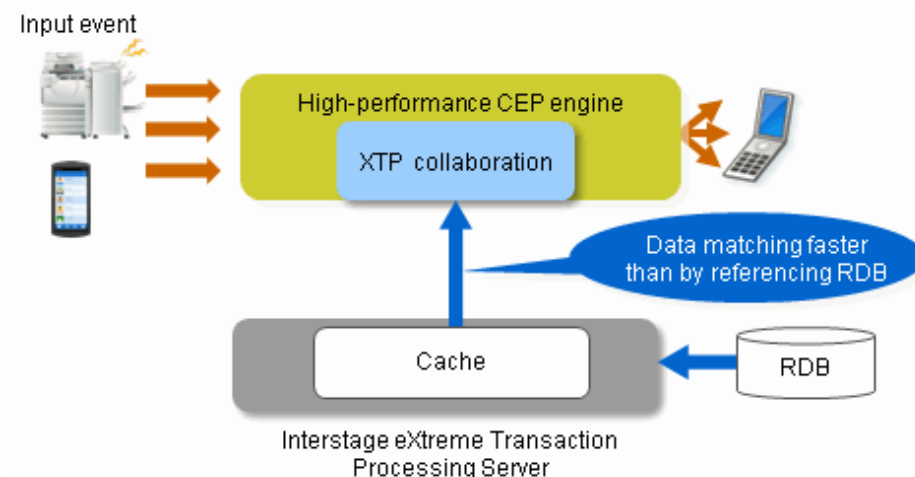 Input event
High-performance CEP engine
XTP collaboration
Data matching faster
than by referencing RDB
Cache
RDB
Interstage eXtreme Transaction
Processing Server